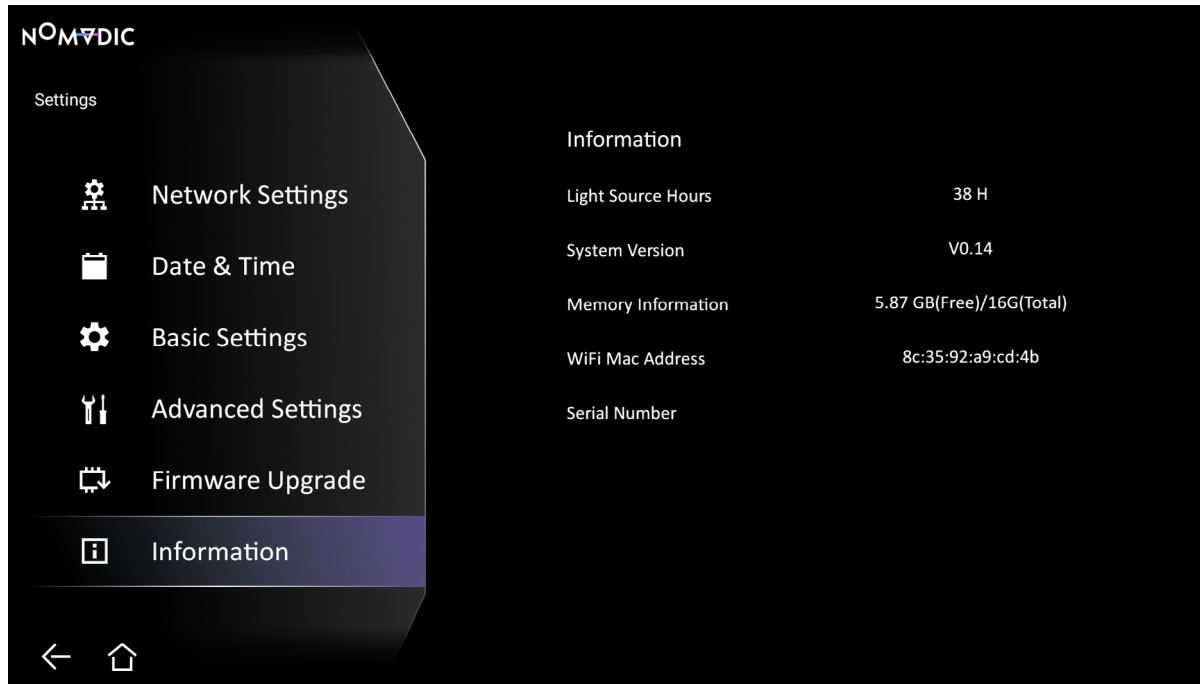 NOMADIC
Settings
Network Settings
Date & Time
Basic Settings
Advanced Settings
Firmware Upgrade
Information
Information
Light Source Hours 38 H
System Version V0.14
Memory Information 5.87 GB(Free)/16G(Total)
WiFi Mac Address 8c:35:92:a9:cd:4b
Serial Number